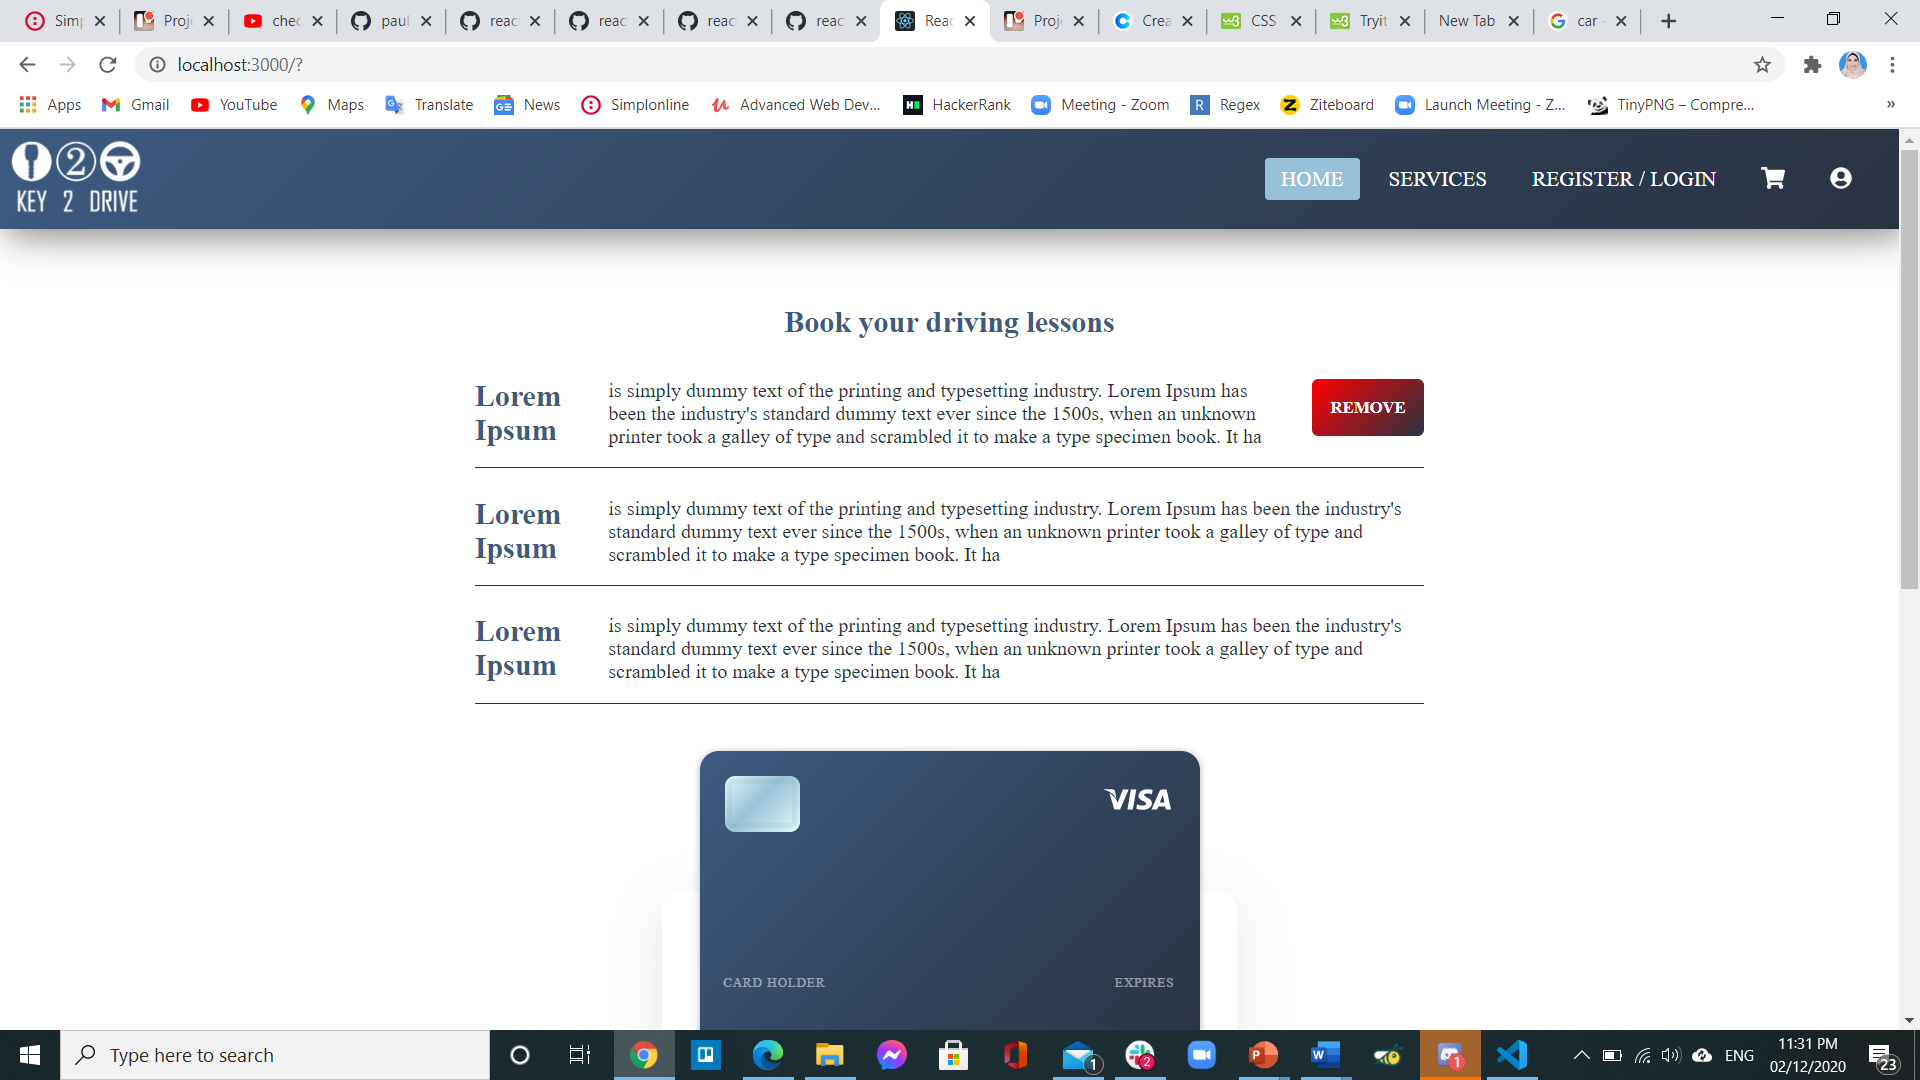 Simp
Proje
chec
paul
reac
reac
reac
reac
Reac
Proje
Crea
CSS
Tryit
New Tab
car -
localhost:3000/?
Apps
Gmail
YouTube
Maps
Translate
News
Simplonline
Advanced Web Dev...
HackerRank
Meeting - Zoom
R Regex
Ziteboard
Launch Meeting - Z...
TinyPNG – Compre...
»
2
KEY 2 DRIVE
HOME
SERVICES
REGISTER / LOGIN
Book your driving lessons
Lorem
Ipsum
is simply dummy text of the printing and typesetting industry. Lorem Ipsum has
been the industry's standard dummy text ever since the 1500s, when an unknown
printer took a galley of type and scrambled it to make a type specimen book. It ha
REMOVE
Lorem
Ipsum
is simply dummy text of the printing and typesetting industry. Lorem Ipsum has been the industry's
standard dummy text ever since the 1500s, when an unknown printer took a galley of type and
scrambled it to make a type specimen book. It ha
Lorem
Ipsum
is simply dummy text of the printing and typesetting industry. Lorem Ipsum has been the industry's
standard dummy text ever since the 1500s, when an unknown printer took a galley of type and
scrambled it to make a type specimen book. It ha
VISA
CARD HOLDER
EXPIRES
Type here to search
1
2
1
ENG
11:31 PM
02/12/2020
23